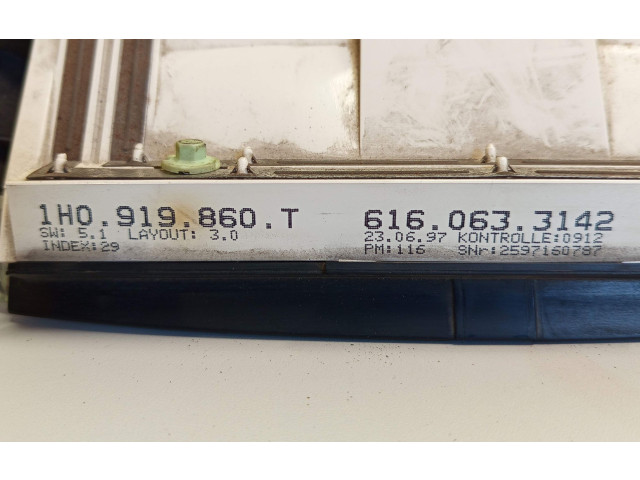 1H0.919.860.T 616.063.3142
SW: 5.1 LAYOUT: 3.0 23.06.97 KONTROLLE:0912
INDEX:29 PM:116 SNr:2597160787